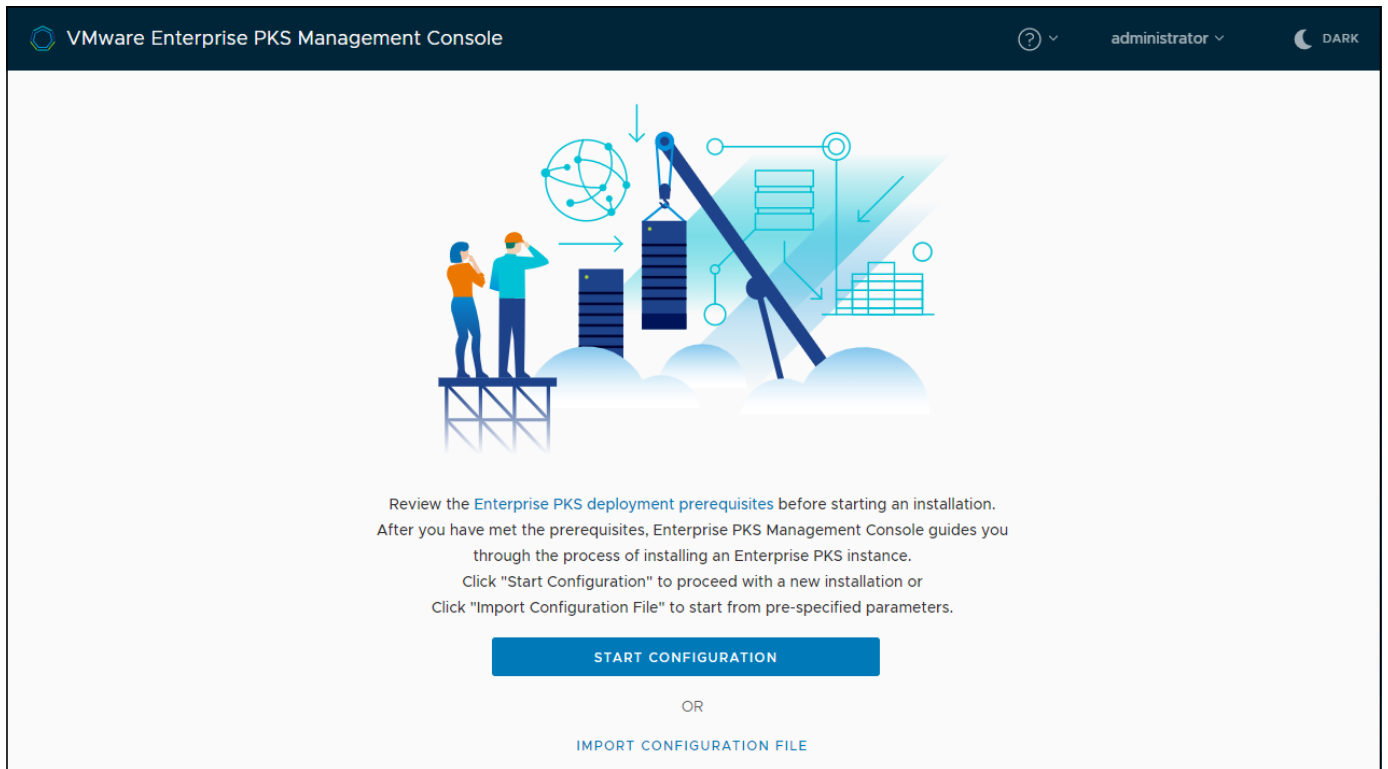 VMware Enterprise PKS Management Console
? administrator DARK
Review the Enterprise PKS deployment prerequisites before starting an installation.
After you have met the prerequisites, Enterprise PKS Management Console guides you
through the process of installing an Enterprise PKS instance.
Click "Start Configuration" to proceed with a new installation or
Click "Import Configuration File" to start from pre-specified parameters.
START CONFIGURATION
OR
IMPORT CONFIGURATION FILE